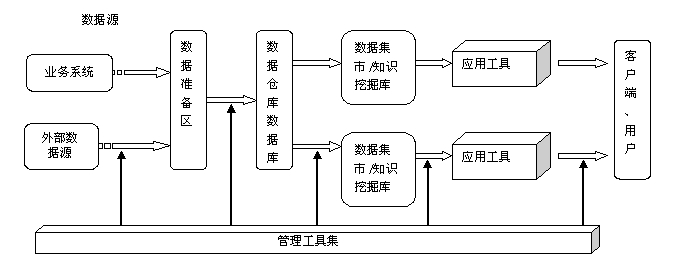 数据源
业务系统
外部数
据源
数据准备区
数据仓库数据库
数据集
市/知识
挖掘库
数据集
市/知识
挖掘库
应用工具
应用工具
客户端、用户
管理工具集